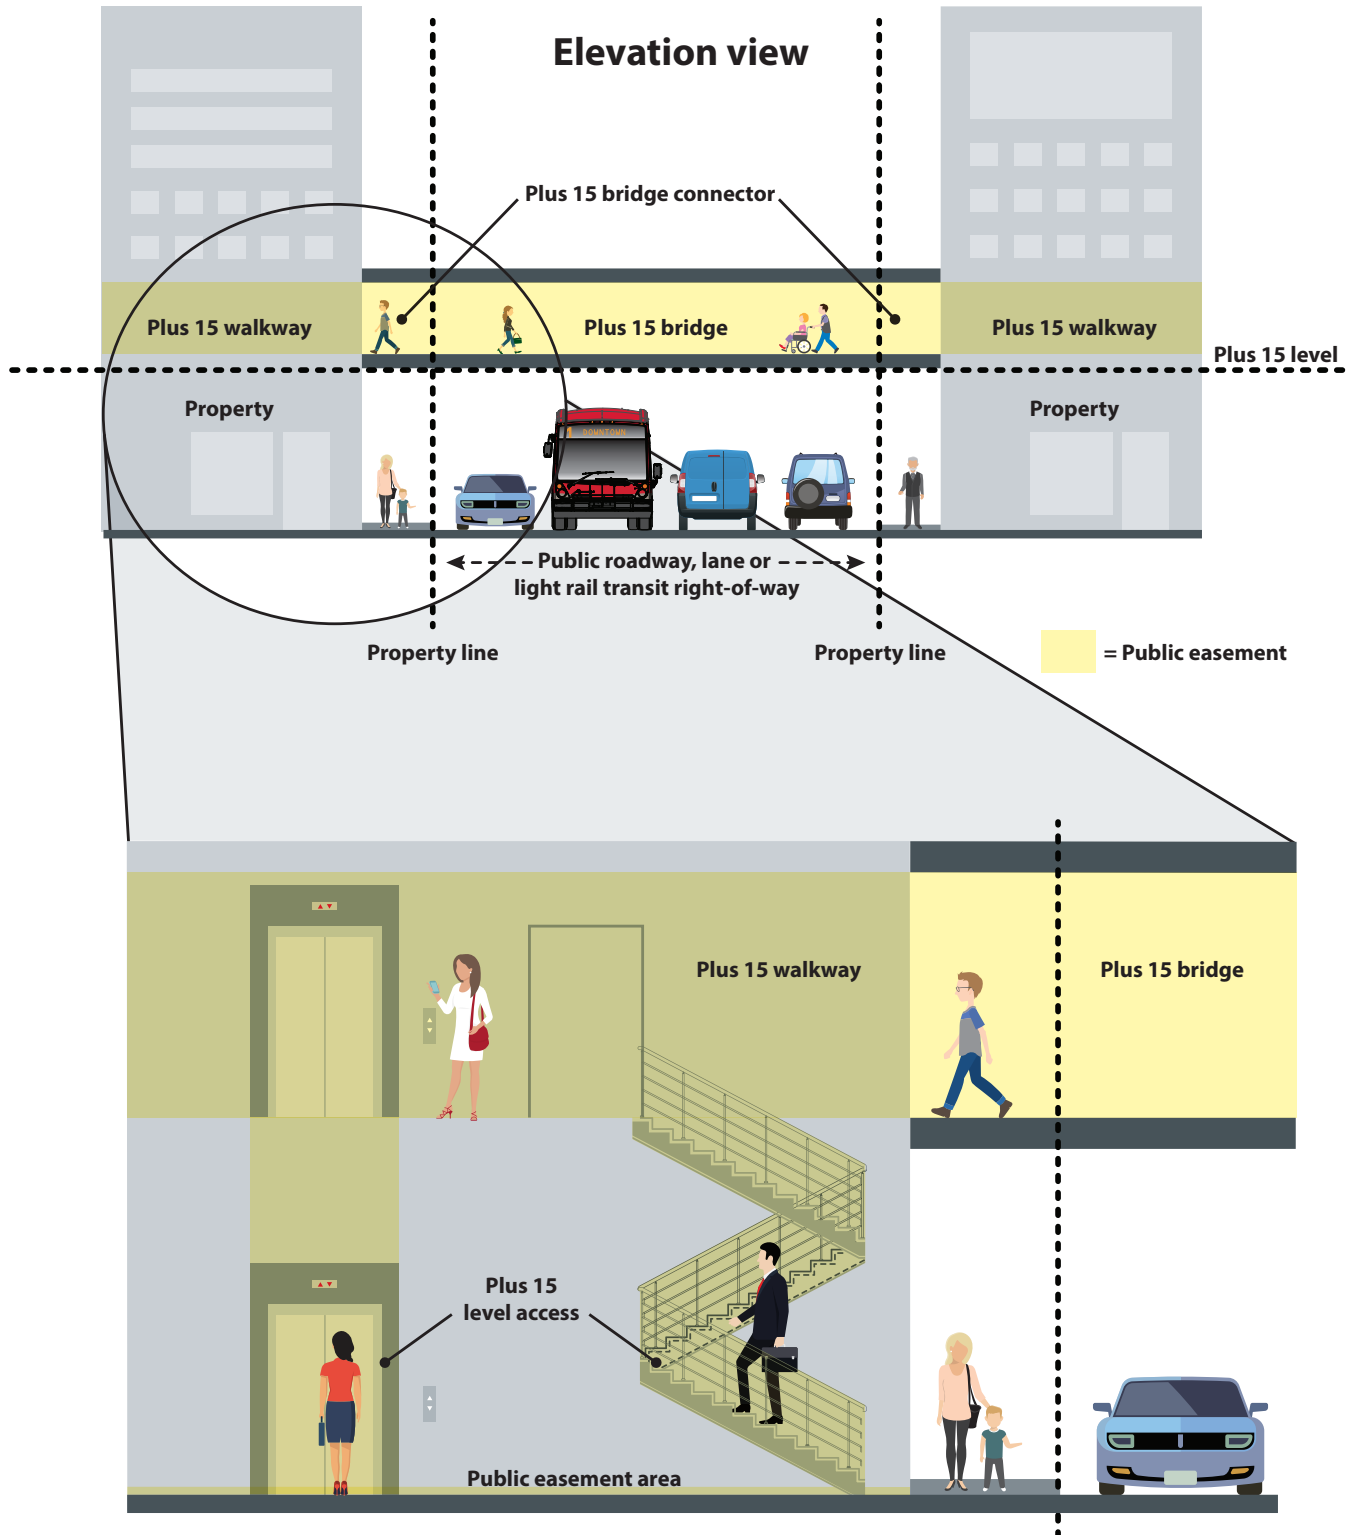 Elevation view
Plus 15 bridge connector
Plus 15 walkway
Plus 15 bridge
Plus 15 walkway
Plus 15 level
Property
Property
1 DOWNTOWN
Public roadway, lane or
light rail transit right-of-way
Property line
Property line
= Public easement
Plus 15 walkway
Plus 15 bridge
Plus 15
level access
Public easement area